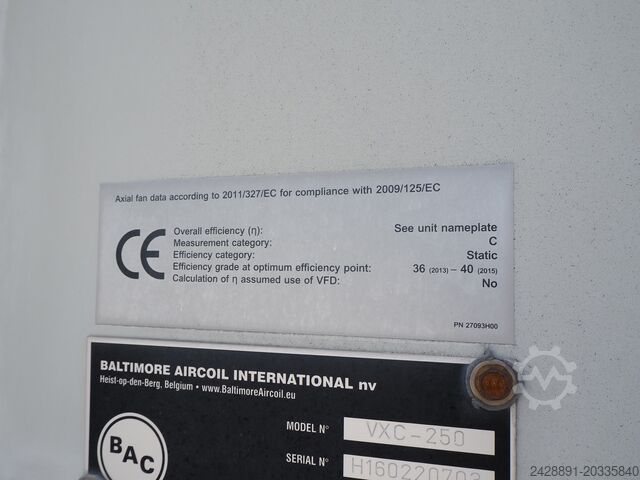 Axial fan data according to 2011/327/EC for compliance with 2009/125/EC
CE
Overall efficiency (η): See unit nameplate
Measurement category: C
Efficiency category: Static
Efficiency grade at optimum efficiency point: 36 (2013) – 40 (2015)
Calculation of η assumed use of VFD: No
PN 27093H00
BALTIMORE AIRCOIL INTERNATIONAL nv
Heist-op-den-Berg, Belgium • www.BaltimoreAircoil.eu
BAC
MODEL N° VXC-250
SERIAL N° H160220703
2428891-20335840